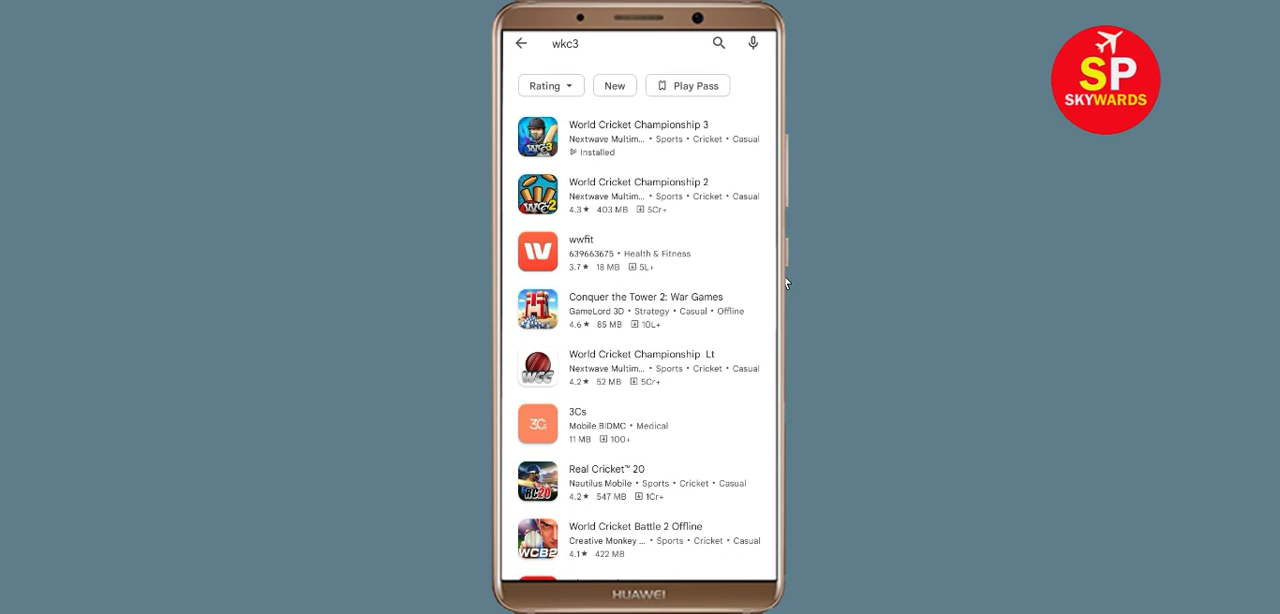 wkc3
SP
SKYWARDS
Rating
New
Play Pass
World Cricket Championship 3
Nextwave Multim... • Sports • Cricket • Casual
Installed
World Cricket Championship 2
Nextwave Multim... • Sports • Cricket • Casual
4.3★ 403 MB 5Cr+
W
wwfit
639663675 • Health & Fitness
3.7★ 18 MB 5L+
Conquer the Tower 2: War Games
GameLord 3D • Strategy • Casual • Offline
4.6★ 85 MB 10L+
WCC
World Cricket Championship Lt
Nextwave Multim... • Sports • Cricket • Casual
4.2★ 52 MB 5Cr+
3Cs
3Cs
Mobile BIDMC • Medical
11 MB 100+
RC20
Real Cricket™ 20
Nautilus Mobile • Sports • Cricket • Casual
4.2★ 547 MB 1Cr+
WCB2
World Cricket Battle 2 Offline
Creative Monkey ... • Sports • Cricket • Casual
4.1★ 422 MB
HUAWEI